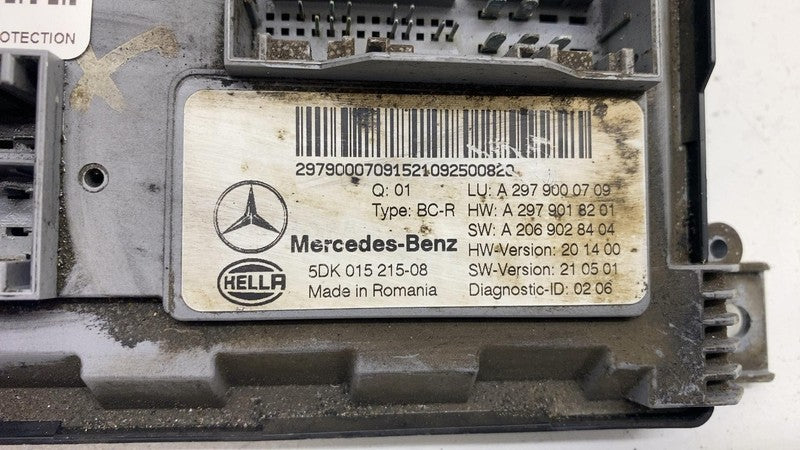 OTECTION
29790007091521092500820
Q: 01
Type: BC-R
LU: A 297 900 07 09
HW: A 297 901 82 01
SW: A 206 902 84 04
HW-Version: 20 14 00
SW-Version: 21 05 01
Diagnostic-ID: 02 06
Mercedes-Benz
HELLA
5DK 015 215-08
Made in Romania